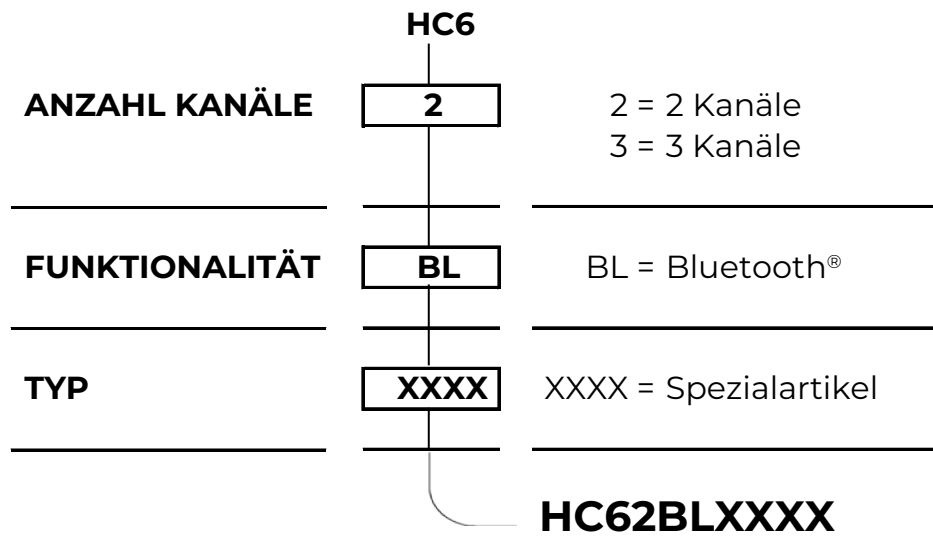 HC6
ANZAHL KANÄLE 2 2 = 2 Kanäle
3 = 3 Kanäle
FUNKTIONALITÄT BL BL = Bluetooth®
TYP XXXX XXXX = Spezialartikel
HC62BLXXXX